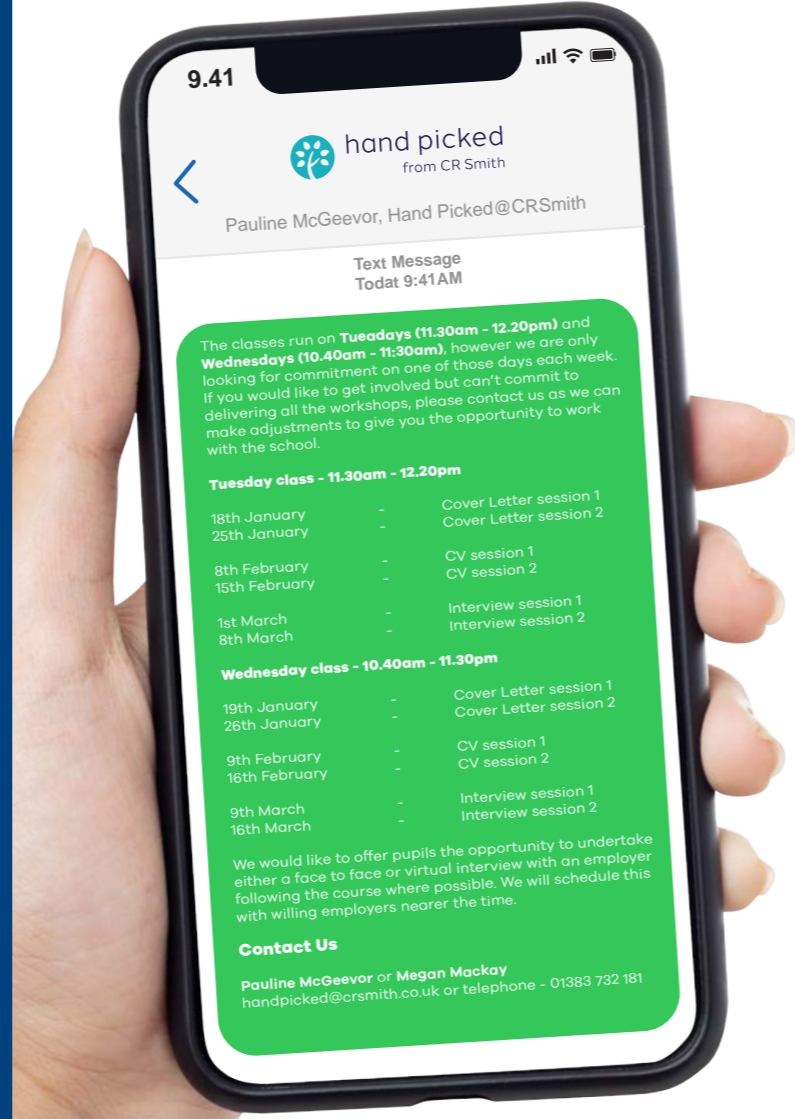 9.41
hand picked
from CR Smith
Pauline McGeevor, Hand Picked@CRSmith
Text Message
Todat 9:41AM
The classes run on Tueadays (11.30am - 12.20pm) and
Wednesdays (10.40am - 11:30am), however we are only
looking for commitment on one of those days each week.
If you would like to get involved but can't commit to
delivering all the workshops, please contact us as we can
make adjustments to give you the opportunity to work
with the school.
Tuesday class - 11.30am - 12.20pm
18th January - Cover Letter session 1
25th January - Cover Letter session 2
8th February - CV session 1
15th February - CV session 2
1st March - Interview session 1
8th March - Interview session 2
Wednesday class - 10.40am - 11.30pm
19th January - Cover Letter session 1
26th January - Cover Letter session 2
9th February - CV session 1
16th February - CV session 2
9th March - Interview session 1
16th March - Interview session 2
We would like to offer pupils the opportunity to undertake
either a face to face or virtual interview with an employer
following the course where possible. We will schedule this
with willing employers nearer the time.
Contact Us
Pauline McGeevor or Megan Mackay
handpicked@crsmith.co.uk or telephone - 01383 732 181